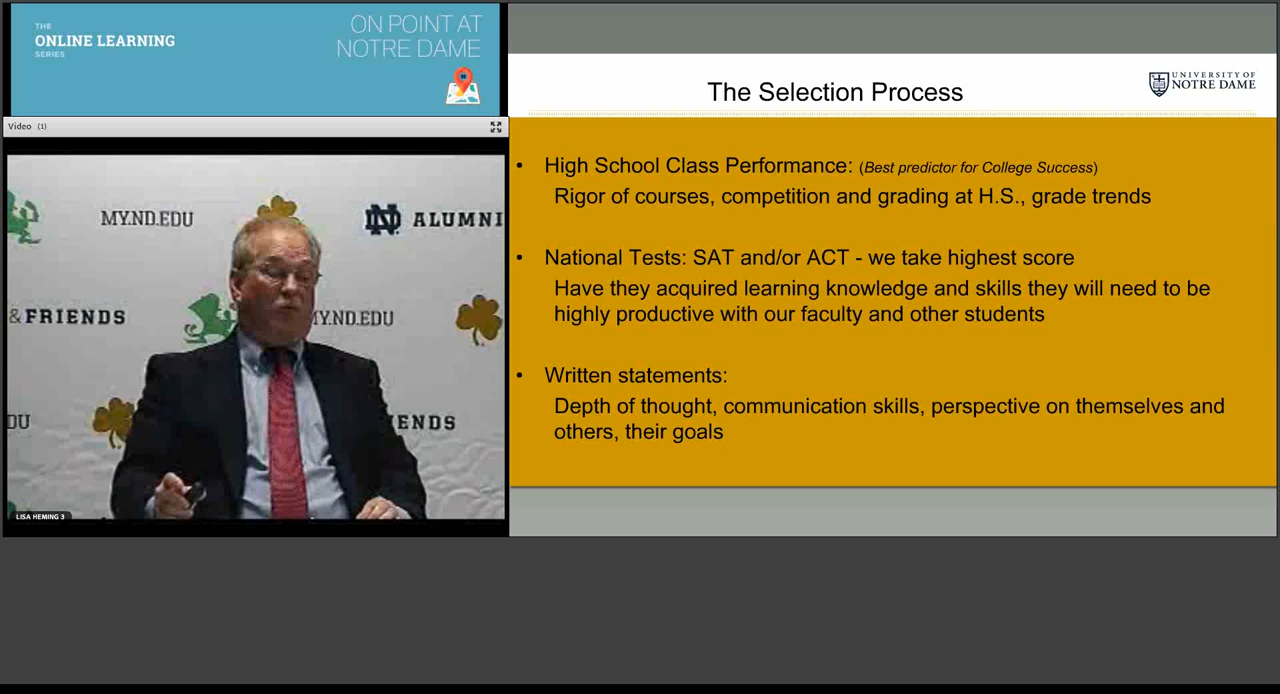 THE
ONLINE LEARNING
SERIES
ON POINT AT
NOTRE DAME
Video (1)
MY.ND.EDU
ND ALUMNI
& FRIENDS
MY.ND.EDU
DU
ENDS
LISA HEMING 3
The Selection Process
UNIVERSITY OF
NOTRE DAME
• High School Class Performance: (Best predictor for College Success)
Rigor of courses, competition and grading at H.S., grade trends
• National Tests: SAT and/or ACT - we take highest score
Have they acquired learning knowledge and skills they will need to be
highly productive with our faculty and other students
• Written statements:
Depth of thought, communication skills, perspective on themselves and
others, their goals